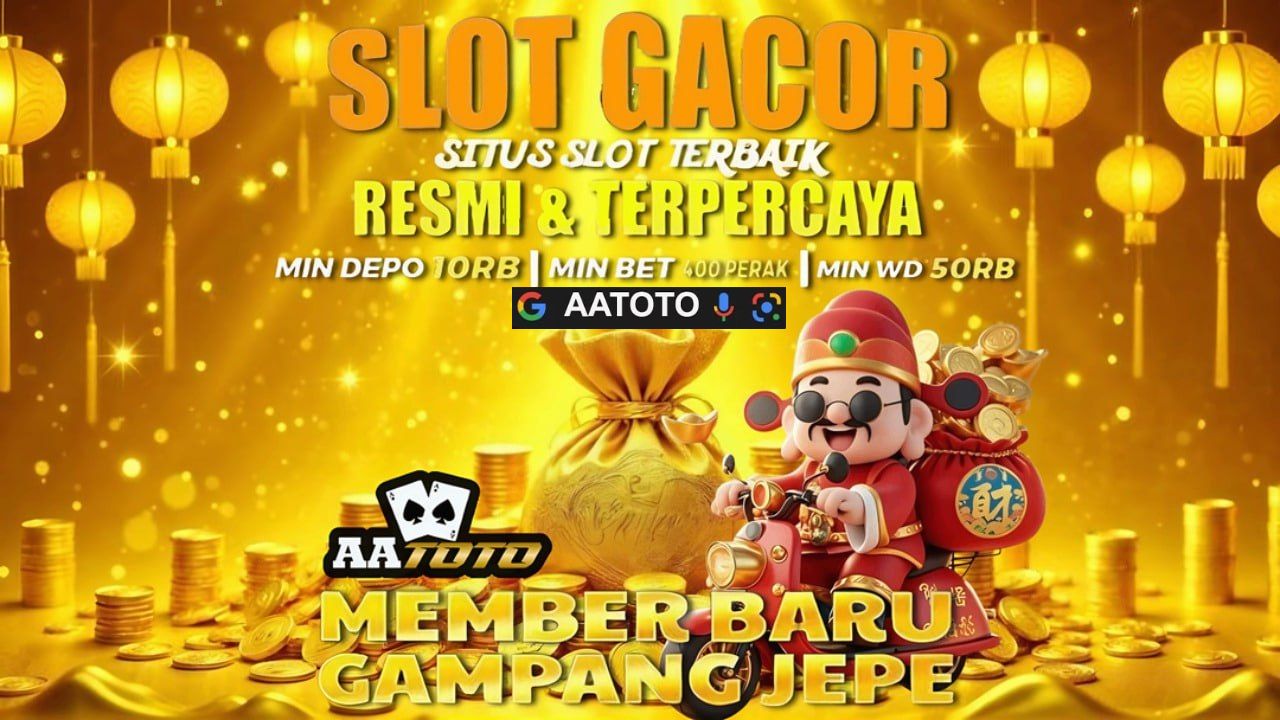 SLOT GACOR
SITUS SLOT TERBAIK
RESMI & TERPERCAYA
MIN DEPO 10RB | MIN BET 400 PERAK | MIN WD 50RB
AATOTO
財
AATOTO
MEMBER BARU
GAMPANG JEPE